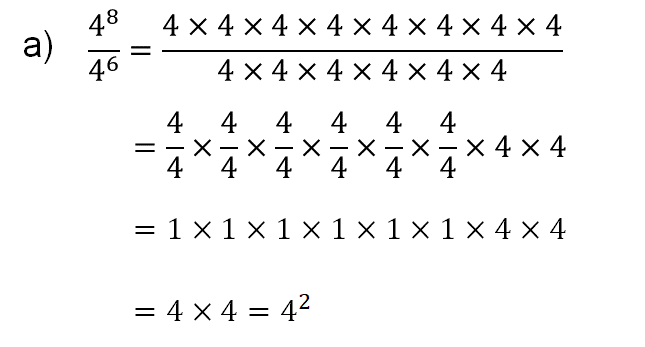 a) 4⁸/4⁶ = (4 × 4 × 4 × 4 × 4 × 4 × 4 × 4)/(4 × 4 × 4 × 4 × 4 × 4)
= 4/4 × 4/4 × 4/4 × 4/4 × 4/4 × 4/4 × 4 × 4
= 1 × 1 × 1 × 1 × 1 × 1 × 4 × 4
= 4 × 4 = 4²